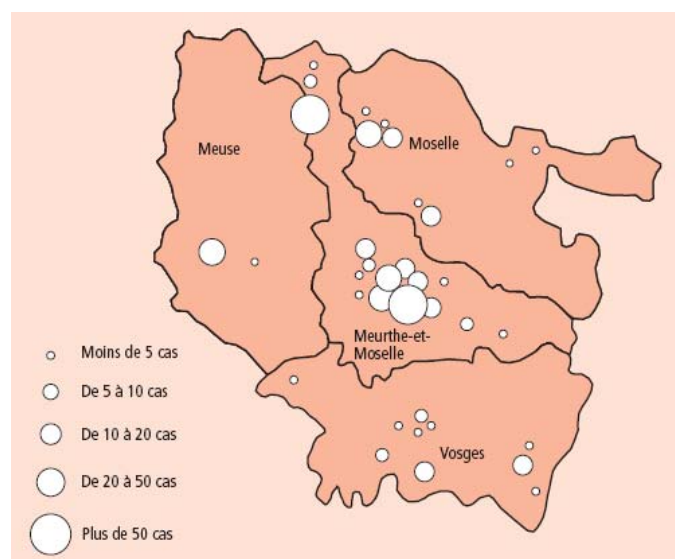 Meuse
Moselle
Meurthe-et-
Moselle
Vosges
Moins de 5 cas
De 5 à 10 cas
De 10 à 20 cas
De 20 à 50 cas
Plus de 50 cas